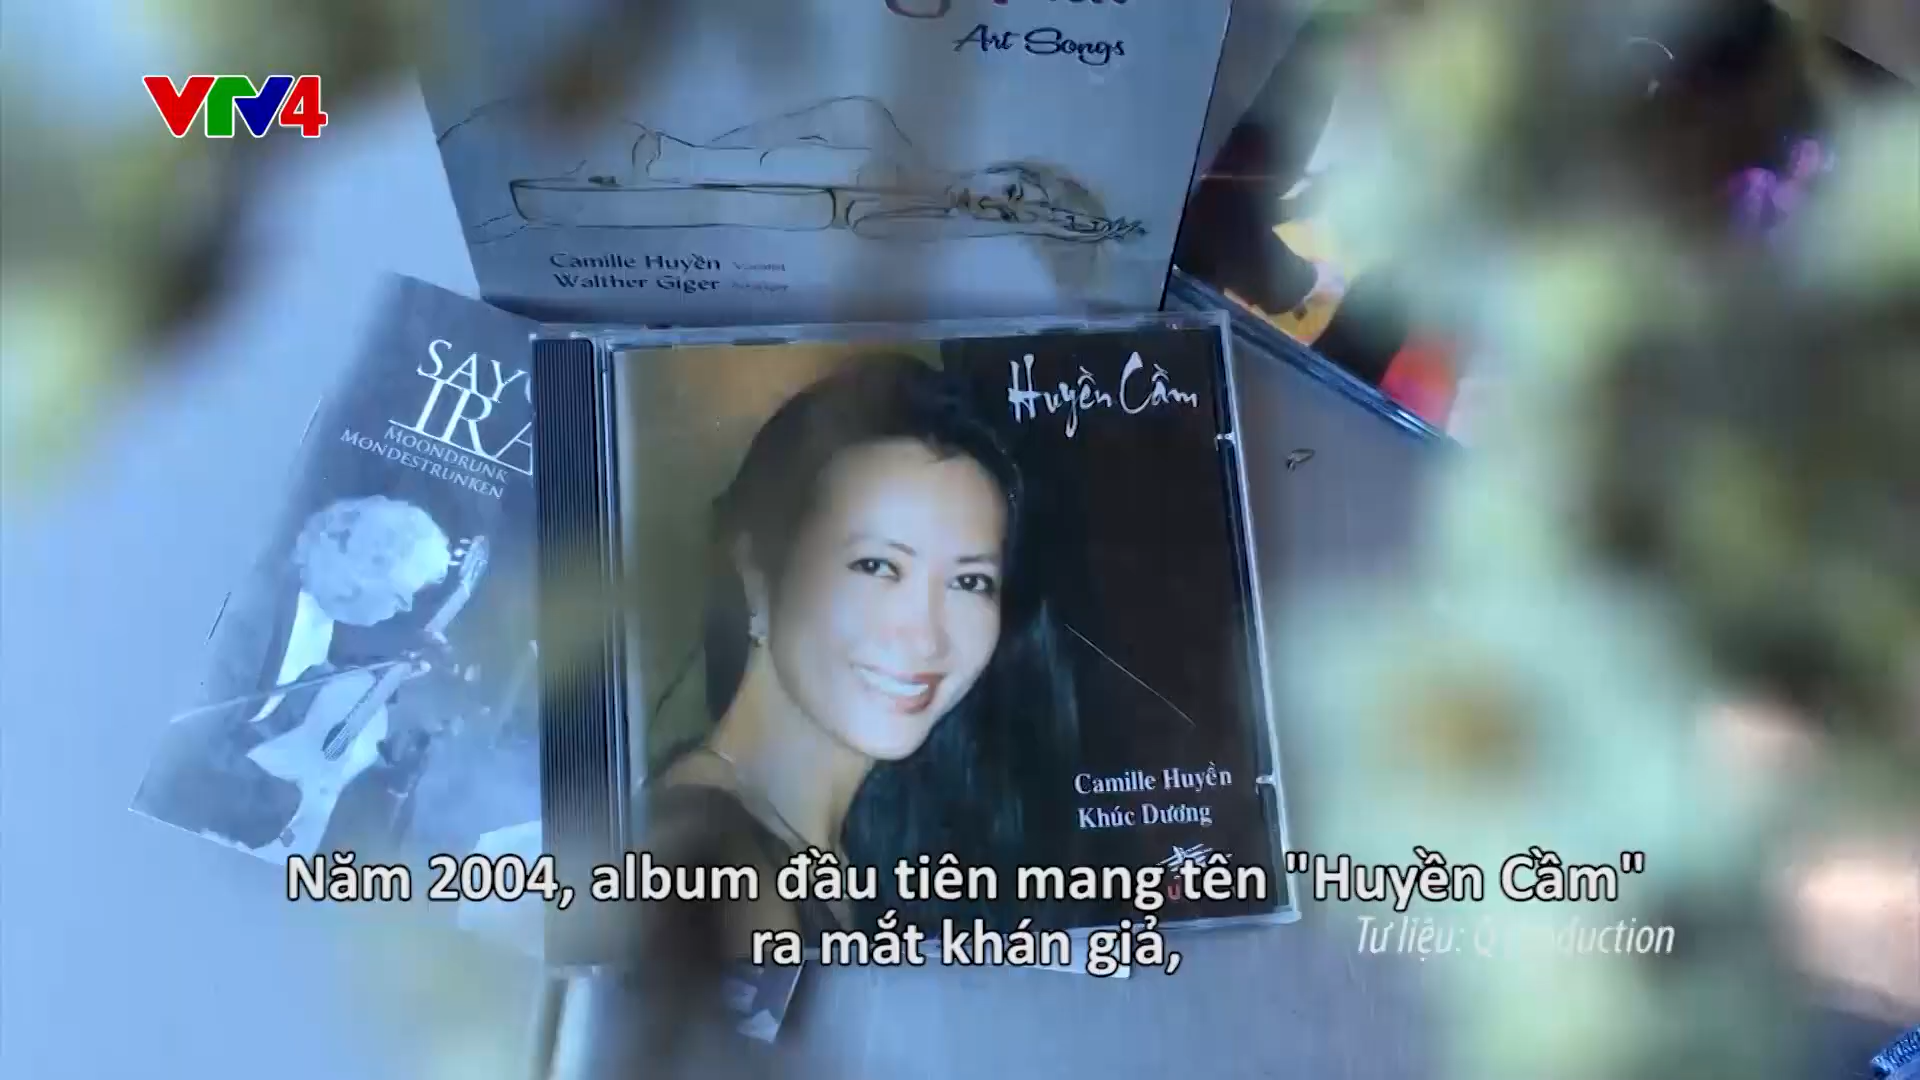 VTV4
Art Songs
Camille Huyền
Walther Giger
SAY
IRA
MOONDRUNK
MONDESTRUNKEN
Huyền Cầm
Camille Huyền
Khúc Dương
Năm 2004, album đầu tiên mang tên "Huyền Cầm"
ra mắt khán giả,
Tư liệu: Q Production